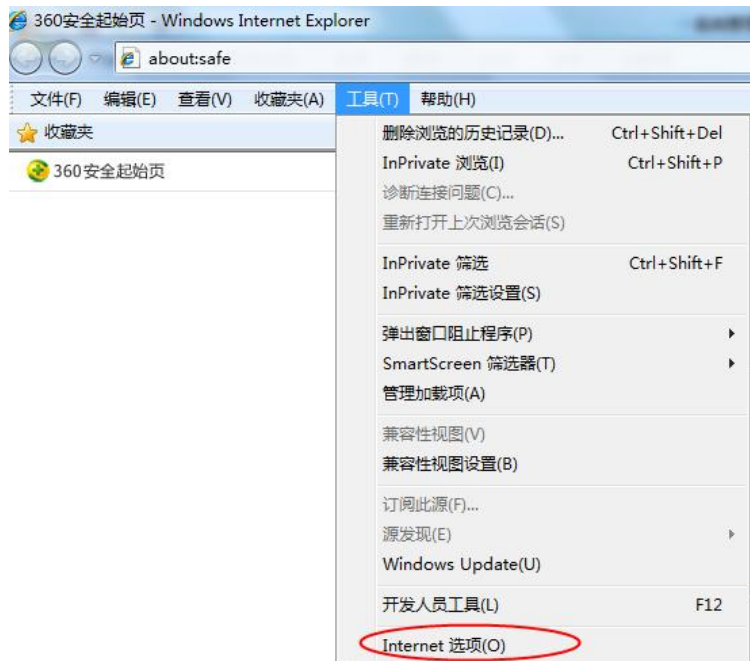 360安全起始页 - Windows Internet Explorer
about:safe
文件(F) 编辑(E) 查看(V) 收藏夹(A) 工具(T) 帮助(H)
收藏夹
360安全起始页
删除浏览的历史记录(D)... Ctrl+Shift+Del
InPrivate 浏览(I) Ctrl+Shift+P
诊断连接问题(C)...
重新打开上次浏览会话(S)
InPrivate 筛选 Ctrl+Shift+F
InPrivate 筛选设置(S)
弹出窗口阻止程序(P)
SmartScreen 筛选器(T)
管理加载项(A)
兼容性视图(V)
兼容性视图设置(B)
订阅此源(F)...
源发现(E)
Windows Update(U)
开发人员工具(L) F12
Internet 选项(O)